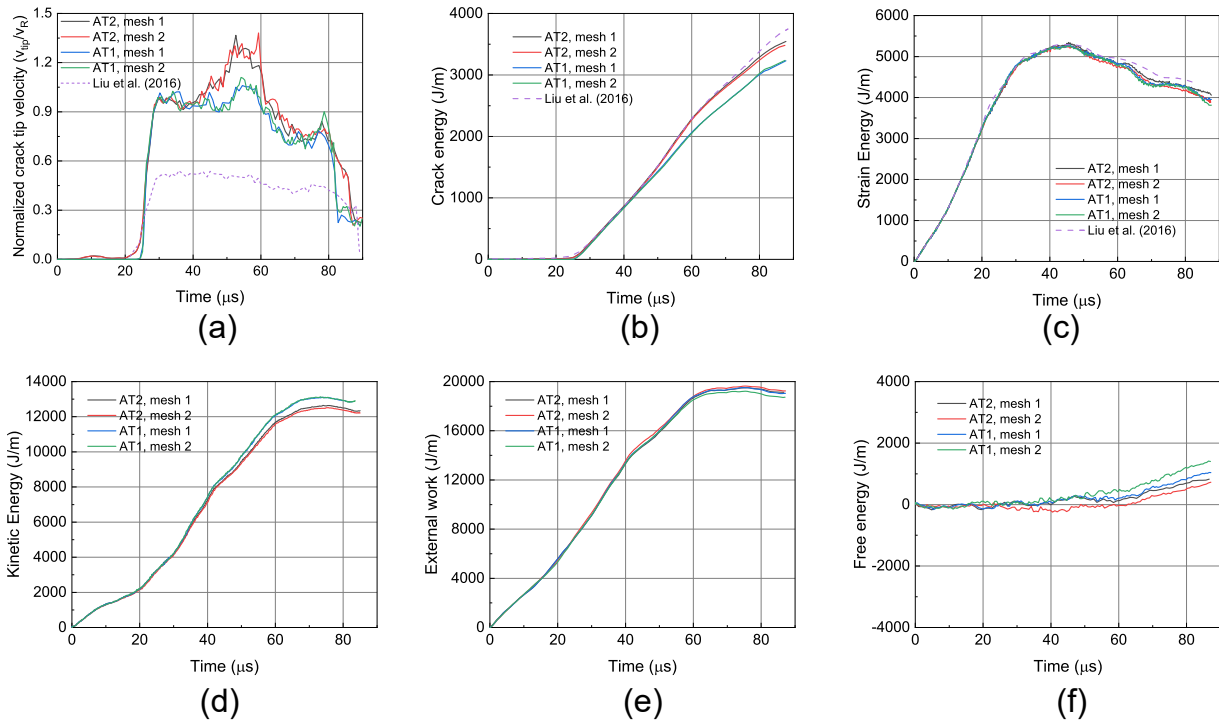 1.5
1.2
0.9
0.6
0.3
0.0
Normalized crack tip velocity (v_tip/v_R)
AT2, mesh 1
AT2, mesh 2
AT1, mesh 1
AT1, mesh 2
Liu et al. (2016)
0 20 40 60 80
Time (μs)
(a)
4000
3000
2000
1000
0
Crack energy (J/m)
AT2, mesh 1
AT2, mesh 2
AT1, mesh 1
AT1, mesh 2
Liu et al. (2016)
0 20 40 60 80
Time (μs)
(b)
6000
5000
4000
3000
2000
1000
0
Strain Energy (J/m)
AT2, mesh 1
AT2, mesh 2
AT1, mesh 1
AT1, mesh 2
Liu et al. (2016)
0 20 40 60 80
Time (μs)
(c)
14000
12000
10000
8000
6000
4000
2000
0
Kinetic Energy (J/m)
AT2, mesh 1
AT2, mesh 2
AT1, mesh 1
AT1, mesh 2
0 20 40 60 80
Time (μs)
(d)
20000
16000
12000
8000
4000
0
External work (J/m)
AT2, mesh 1
AT2, mesh 2
AT1, mesh 1
AT1, mesh 2
0 20 40 60 80
Time (μs)
(e)
4000
2000
0
-2000
-4000
Free energy (J/m)
AT2, mesh 1
AT2, mesh 2
AT1, mesh 1
AT1, mesh 2
0 20 40 60 80
Time (μs)
(f)